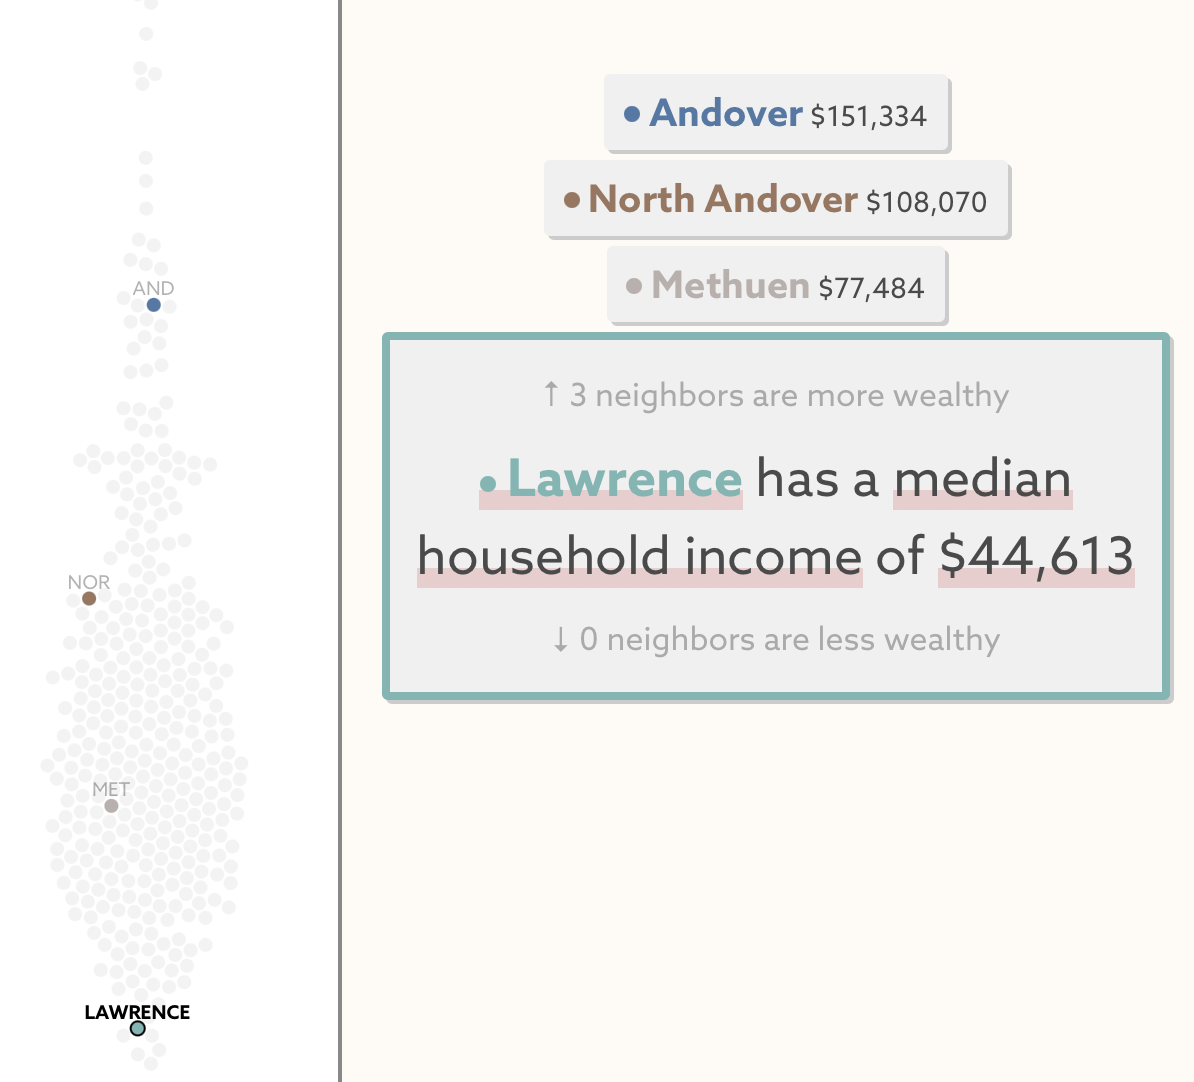 Andover $151,334
North Andover $108,070
Methuen $77,484
AND
↑ 3 neighbors are more wealthy
Lawrence has a median
household income of $44,613
NOR
↓ 0 neighbors are less wealthy
MET
LAWRENCE